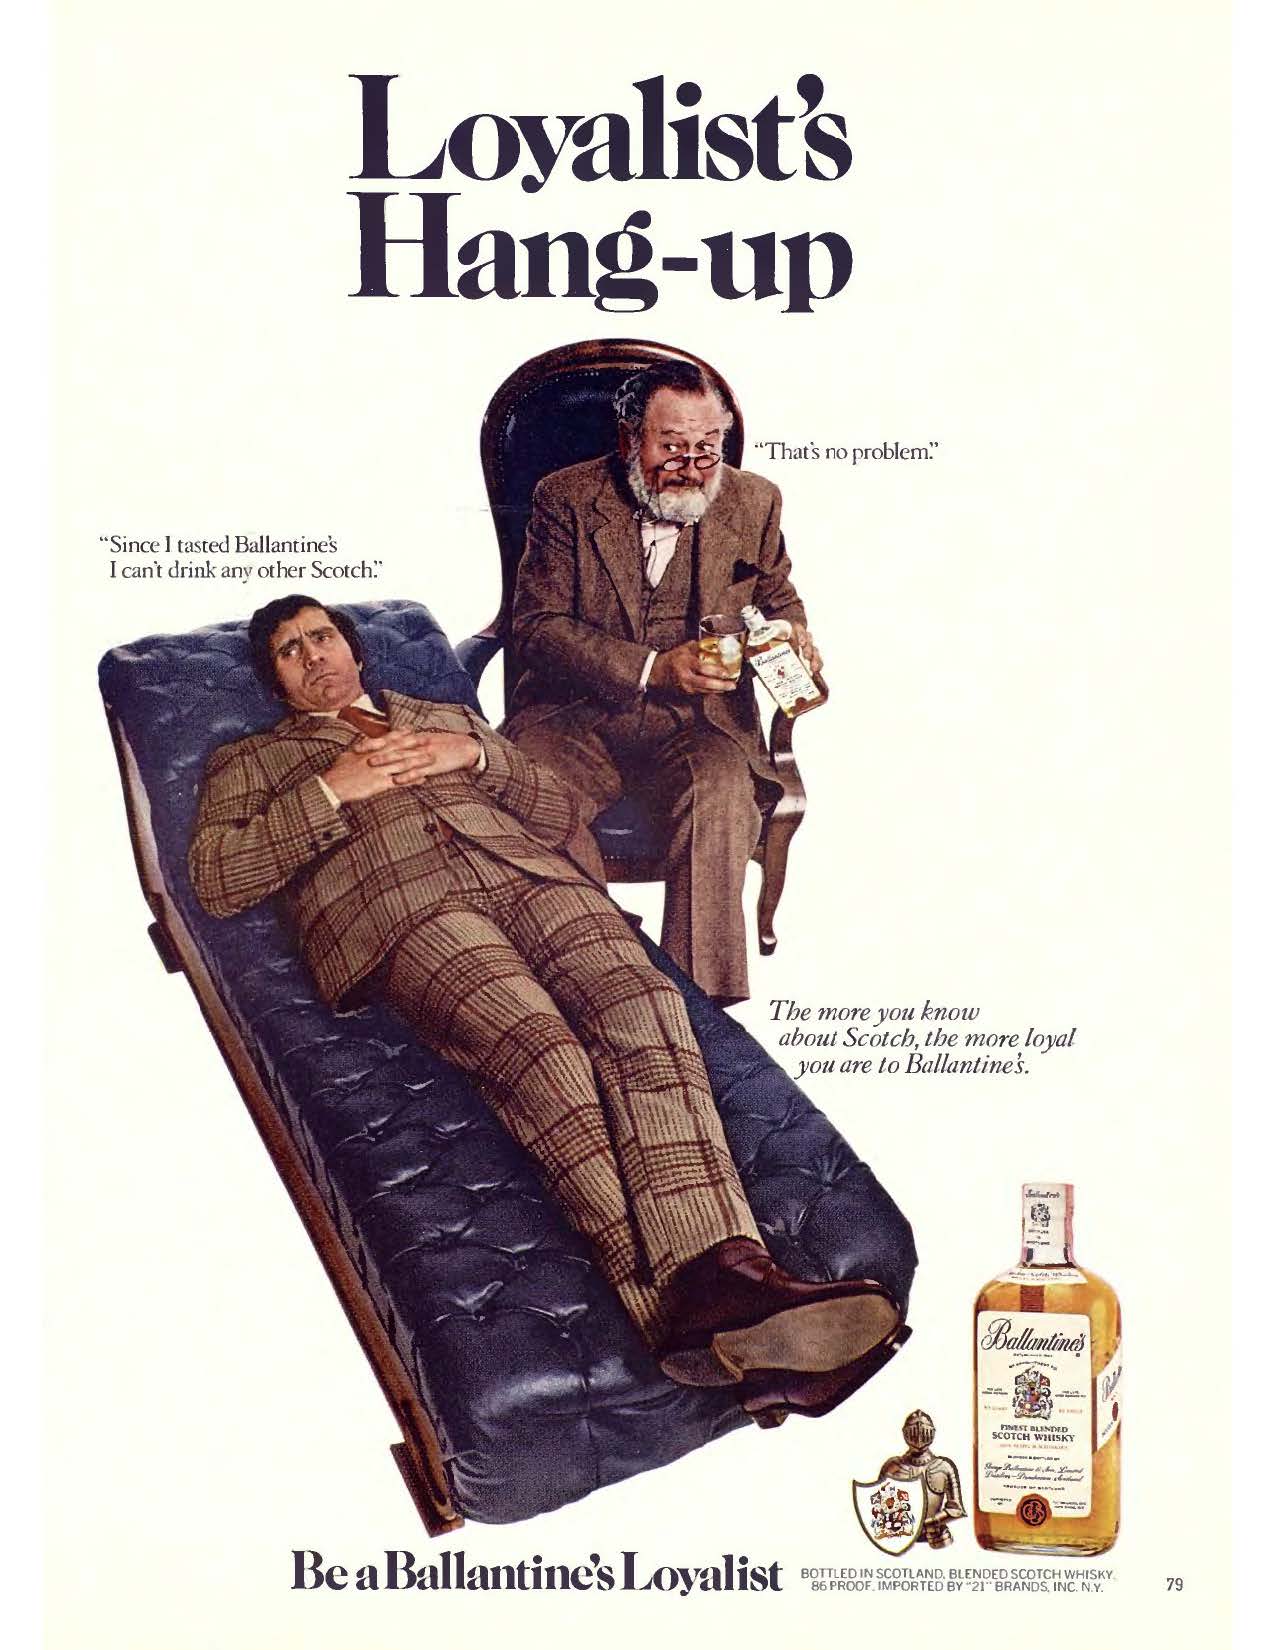 Loyalist's
Hang-up
"That's no problem."
"Since I tasted Ballantine's
I can't drink any other Scotch."
The more you know
about Scotch, the more loyal
you are to Ballantine's.
Ballantine's
Ballantine's
FINEST BLENDED
SCOTCH WHISKY
Be a Ballantine's Loyalist
BOTTLED IN SCOTLAND. BLENDED SCOTCH WHISKY.
86 PROOF. IMPORTED BY "21" BRANDS, INC. N.Y.
79